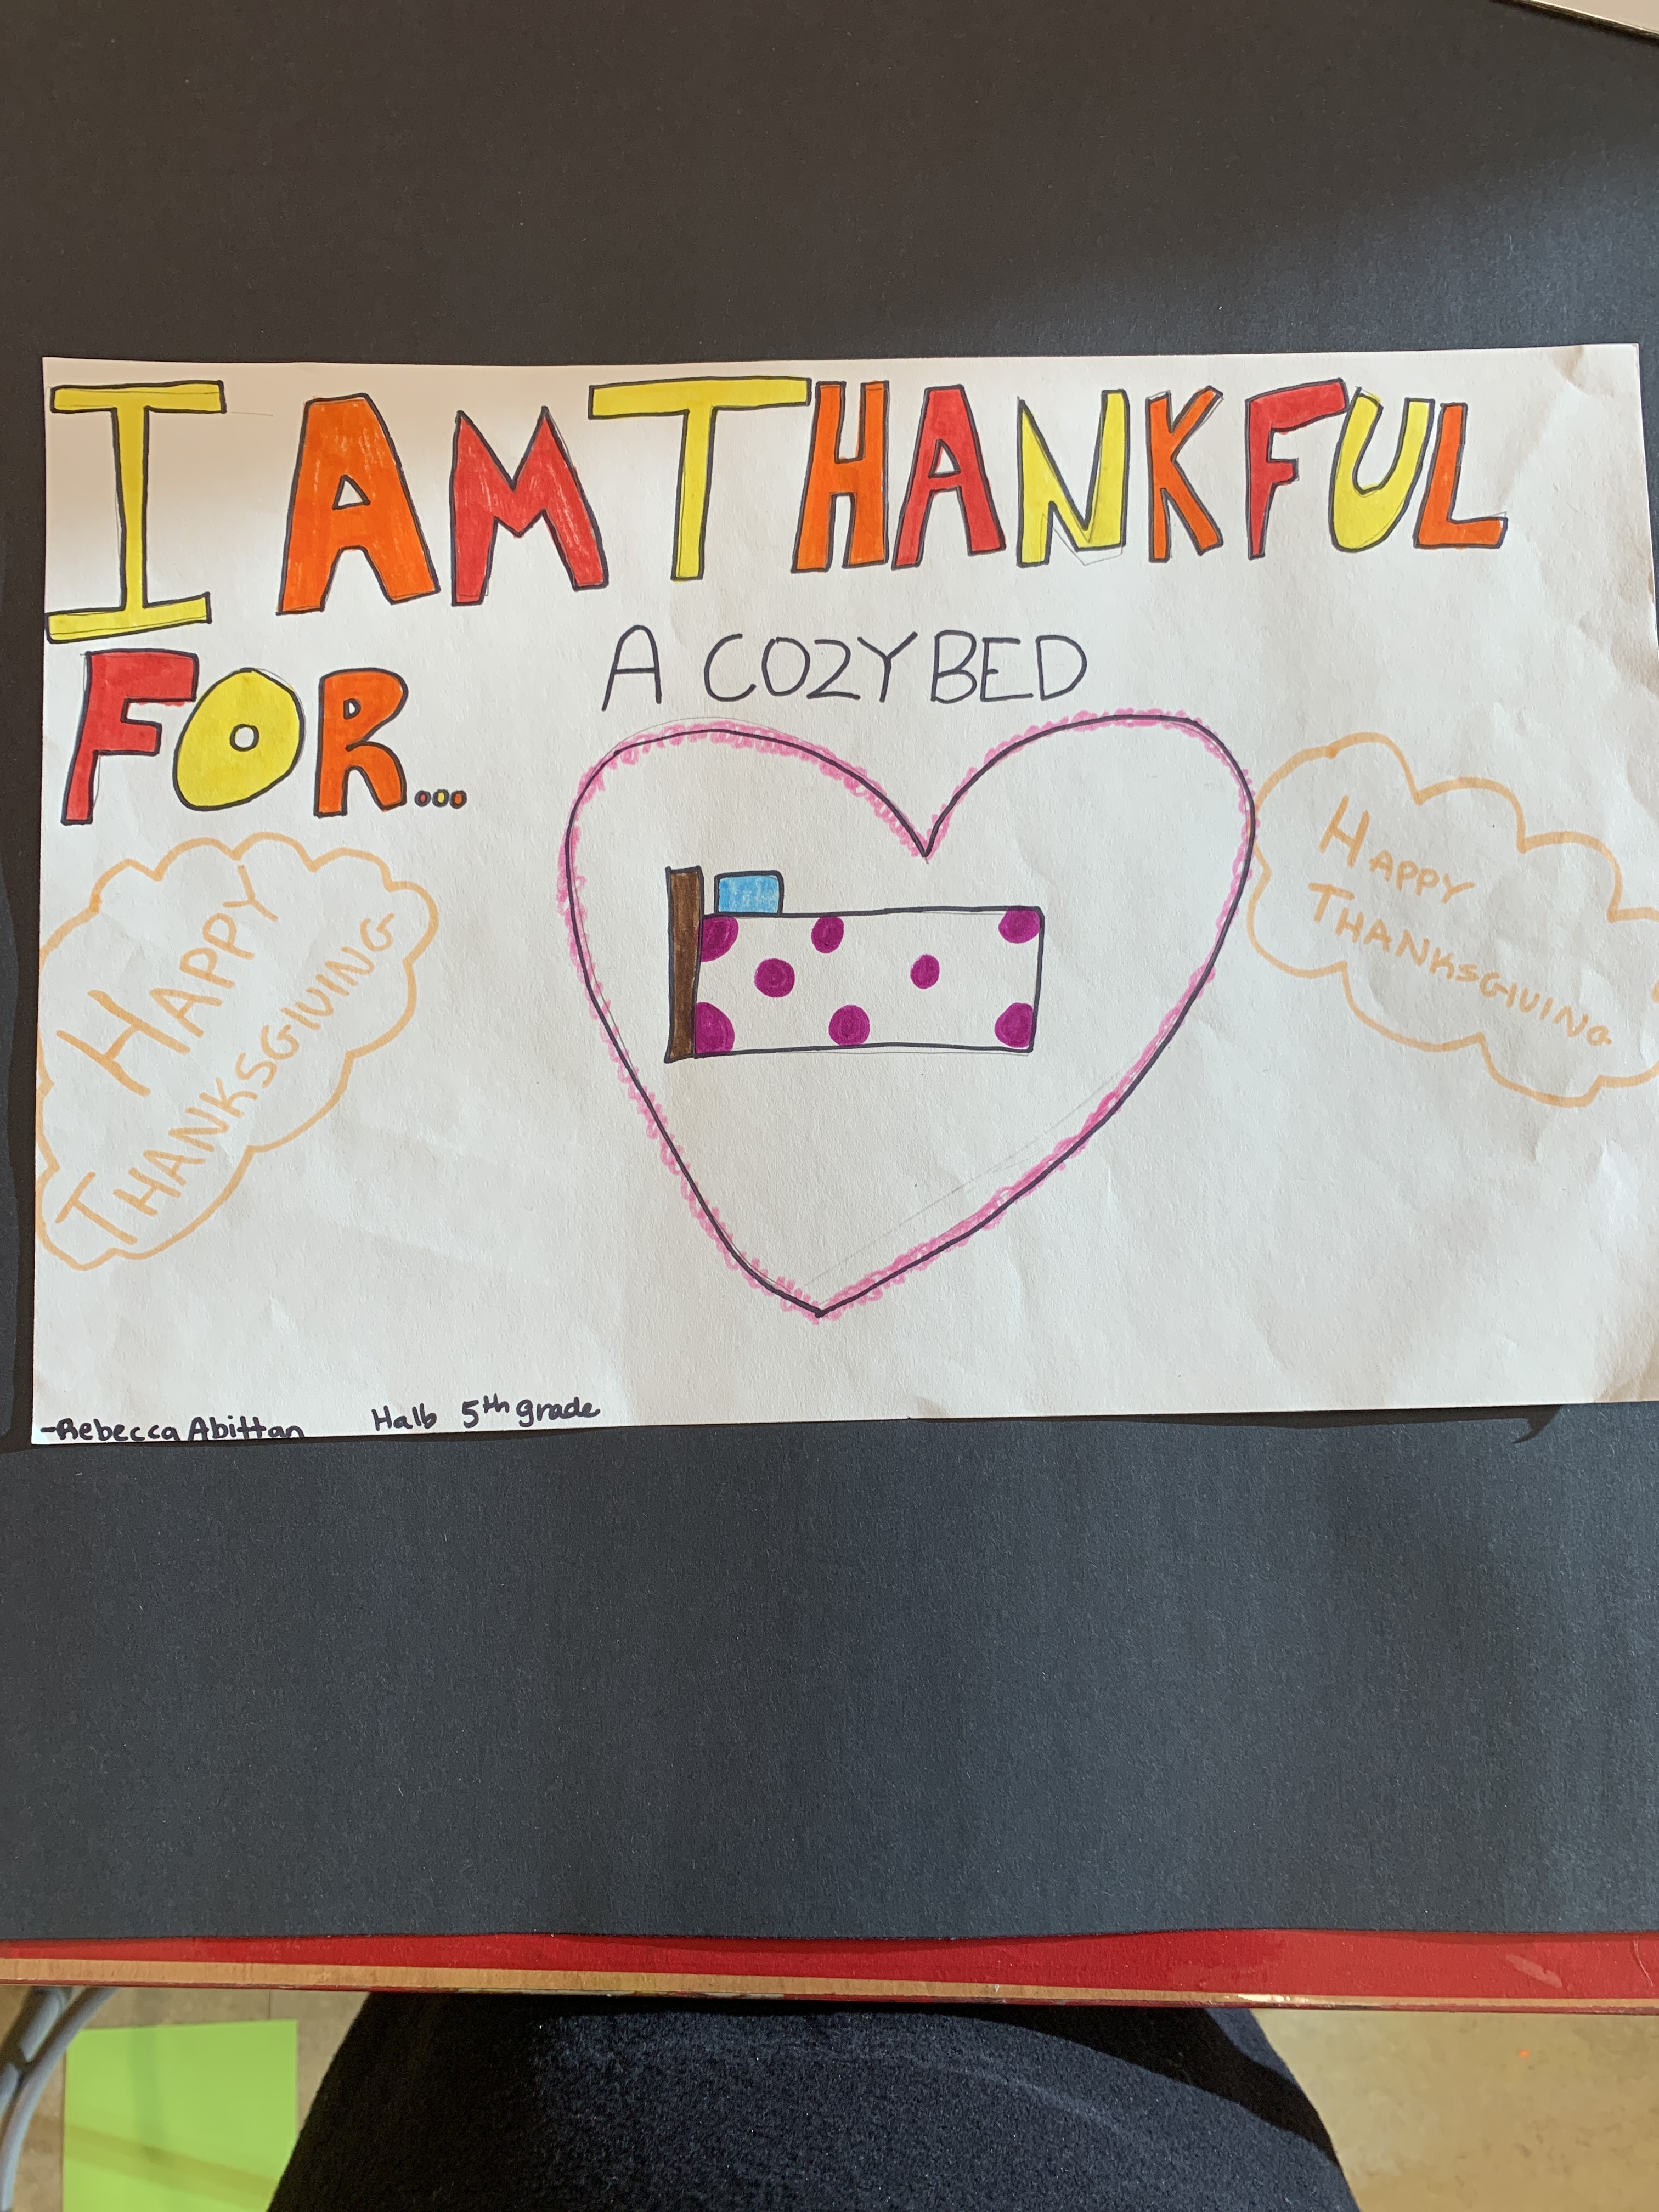 I AM THANKFUL
FOR...
A COZY BED
HAPPY
THANKSGIVING
HAPPY
THANKSGIVING
-Rebecca Abittan Halb 5th grade